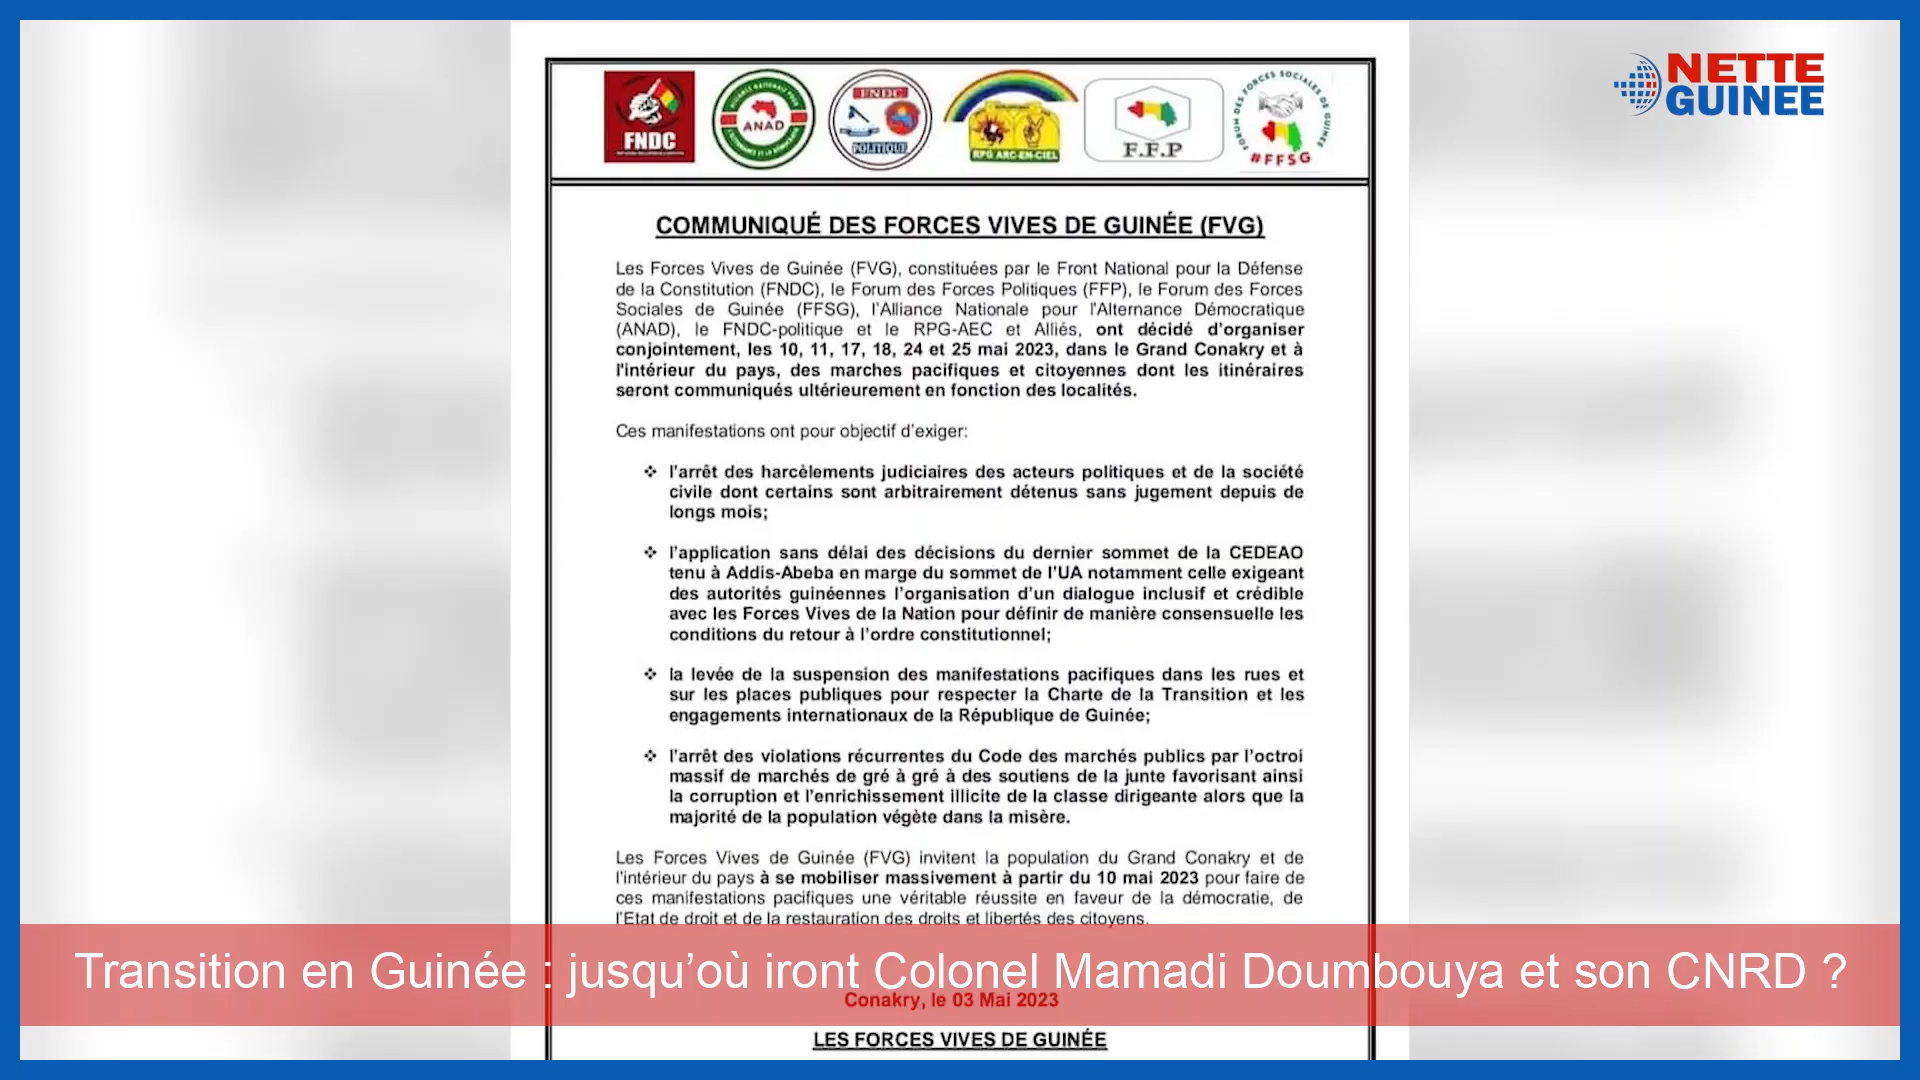 NETTE
GUINEE
FNDC
ANAD
FNDC
POLITIQUE
RPG ARC-EN-CIEL
F.F.P
FORUM DES FORCES SOCIALES DE GUINÉE
#FFSG
COMMUNIQUÉ DES FORCES VIVES DE GUINÉE (FVG)
Les Forces Vives de Guinée (FVG), constituées par le Front National pour la Défense
de la Constitution (FNDC), le Forum des Forces Politiques (FFP), le Forum des Forces
Sociales de Guinée (FFSG), l'Alliance Nationale pour l'Alternance Démocratique
(ANAD), le FNDC-politique et le RPG-AEC et Alliés, ont décidé d'organiser
conjointement, les 10, 11, 17, 18, 24 et 25 mai 2023, dans le Grand Conakry et à
l'intérieur du pays, des marches pacifiques et citoyennes dont les itinéraires
seront communiqués ultérieurement en fonction des localités.
Ces manifestations ont pour objectif d'exiger:
❖ l'arrêt des harcèlements judiciaires des acteurs politiques et de la société
civile dont certains sont arbitrairement détenus sans jugement depuis de
longs mois;
❖ l'application sans délai des décisions du dernier sommet de la CEDEAO
tenu à Addis-Abeba en marge du sommet de l'UA notamment celle exigeant
des autorités guinéennes l'organisation d'un dialogue inclusif et crédible
avec les Forces Vives de la Nation pour définir de manière consensuelle les
conditions du retour à l'ordre constitutionnel;
❖ la levée de la suspension des manifestations pacifiques dans les rues et
sur les places publiques pour respecter la Charte de la Transition et les
engagements internationaux de la République de Guinée;
❖ l'arrêt des violations récurrentes du Code des marchés publics par l'octroi
massif de marchés de gré à gré à des soutiens de la junte favorisant ainsi
la corruption et l'enrichissement illicite de la classe dirigeante alors que la
majorité de la population végète dans la misère.
Les Forces Vives de Guinée (FVG) invitent la population du Grand Conakry et de
l'intérieur du pays à se mobiliser massivement à partir du 10 mai 2023 pour faire de
ces manifestations pacifiques une véritable réussite en faveur de la démocratie, de
l'Etat de droit et de la restauration des droits et libertés des citoyens.
Transition en Guinée : jusqu'où iront Colonel Mamadi Doumbouya et son CNRD ?
Conakry, le 03 Mai 2023
LES FORCES VIVES DE GUINÉE